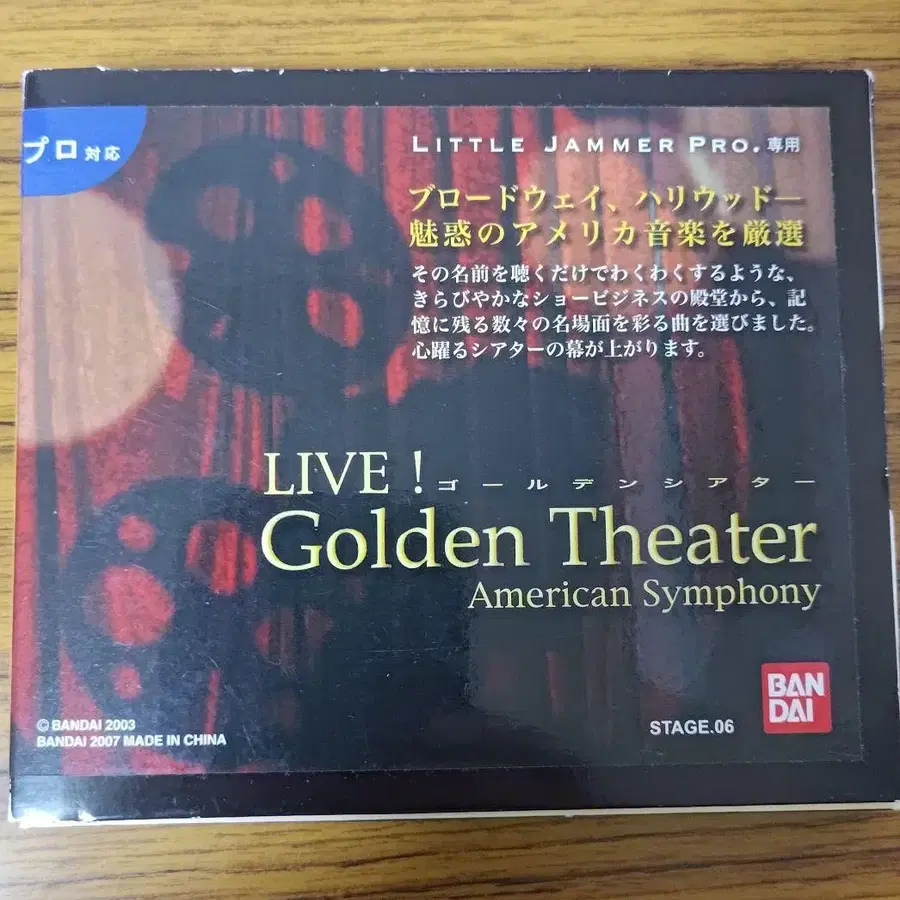 プロ対応
LITTLE JAMMER PRO.専用
ブロードウェイ、ハリウッド―
魅惑のアメリカ音楽を厳選
その名前を聴くだけでわくわくするような、
きらびやかなショービジネスの殿堂から、記
憶に残る数々の名場面を彩る曲を選びました。
心躍るシアターの幕が上がります。
LIVE！ゴールデンシアター
Golden Theater
American Symphony
© BANDAI 2003
BANDAI 2007 MADE IN CHINA
STAGE.06
BAN
DAI